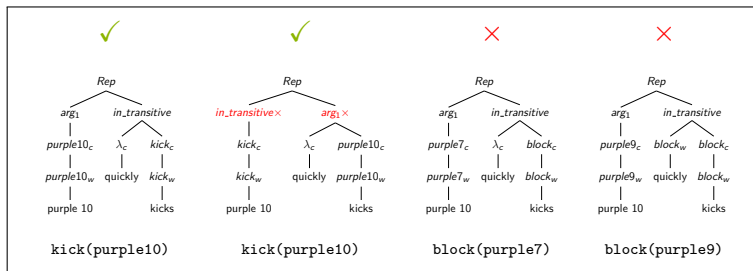 ✓ ✓ × ×
Rep Rep Rep Rep
arg₁ in_transitive in_transitive× arg₁× arg₁ in_transitive arg₁ in_transitive
purple10c λc kickc kickc λc purple10c purple7c λc blockc purple9c blockw blockc
purple10w quickly kickw kickw quickly purple10w purple7w quickly blockw purple9w quickly blockw
purple 10 kicks purple 10 kicks purple 10 kicks purple 10 kicks
kick(purple10) kick(purple10) block(purple7) block(purple9)